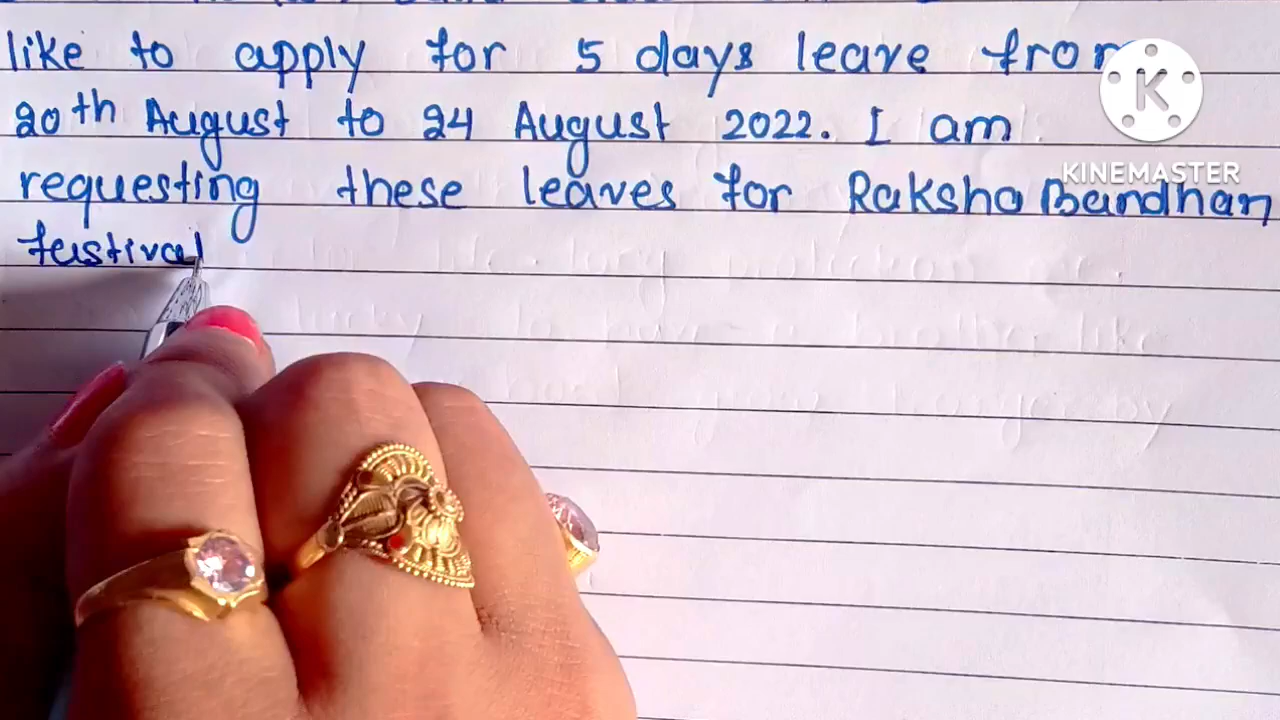 like to apply for 5 days leave from
20th August to 24 August 2022. I am
requesting these leaves for Raksha Bandhan
festival
KINEMASTER